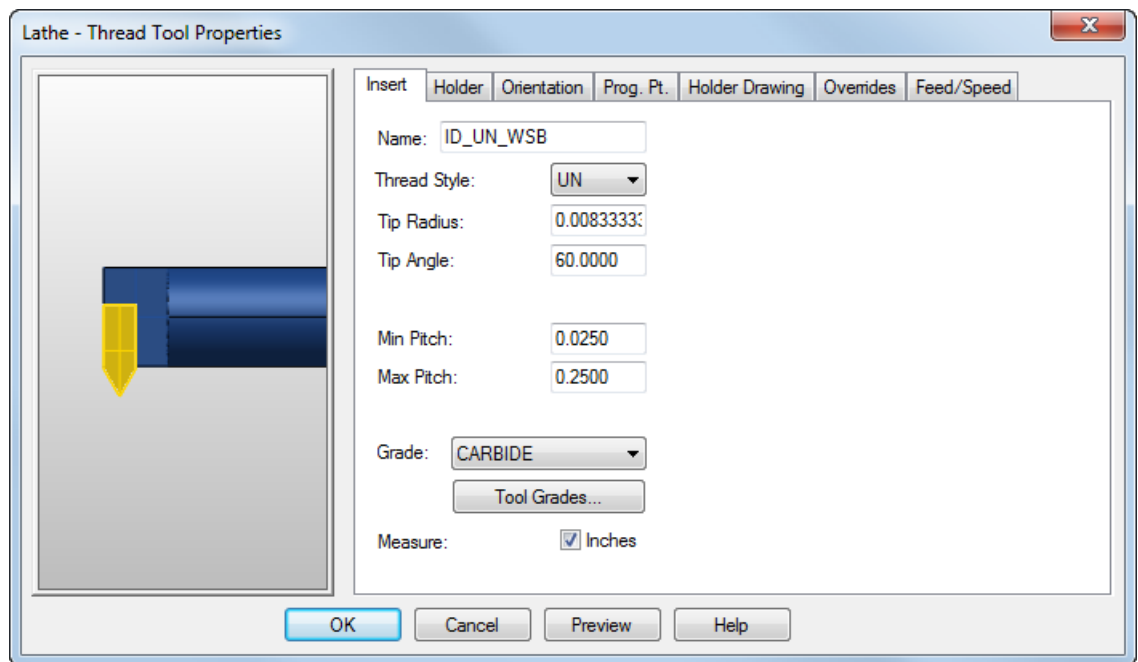 Lathe - Thread Tool Properties
Insert Holder Orientation Prog. Pt. Holder Drawing Overrides Feed/Speed
Name: ID_UN_WSB
Thread Style: UN
Tip Radius: 0.0083333
Tip Angle: 60.0000
Min Pitch: 0.0250
Max Pitch: 0.2500
Grade: CARBIDE
Tool Grades...
Measure: Inches
OK Cancel Preview Help